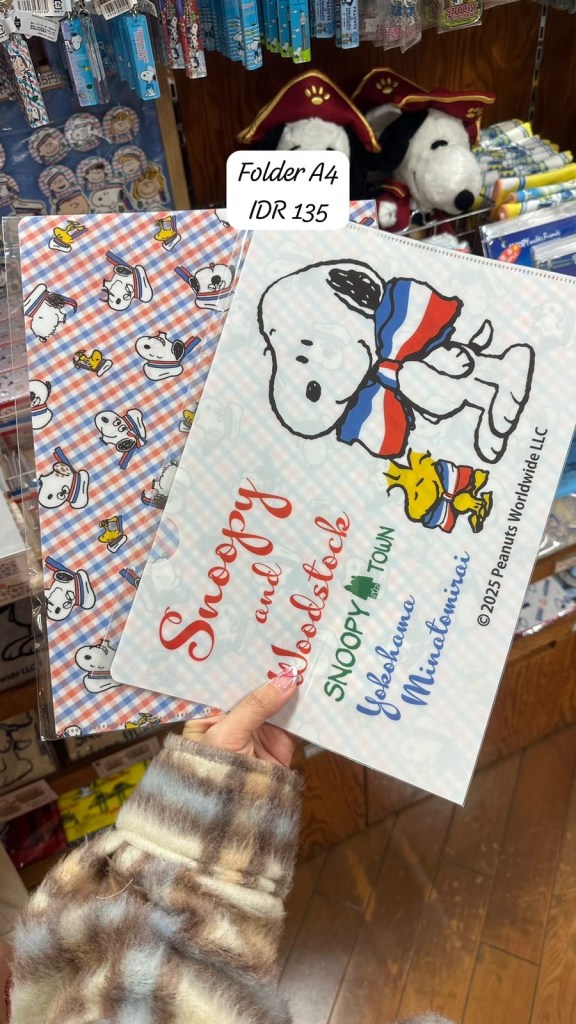 Folder A4
IDR 135
Snoopy
and
Woodstock
SNOOPY TOWN
Yokohama
Minatomirai
©2025 Peanuts Worldwide LLC